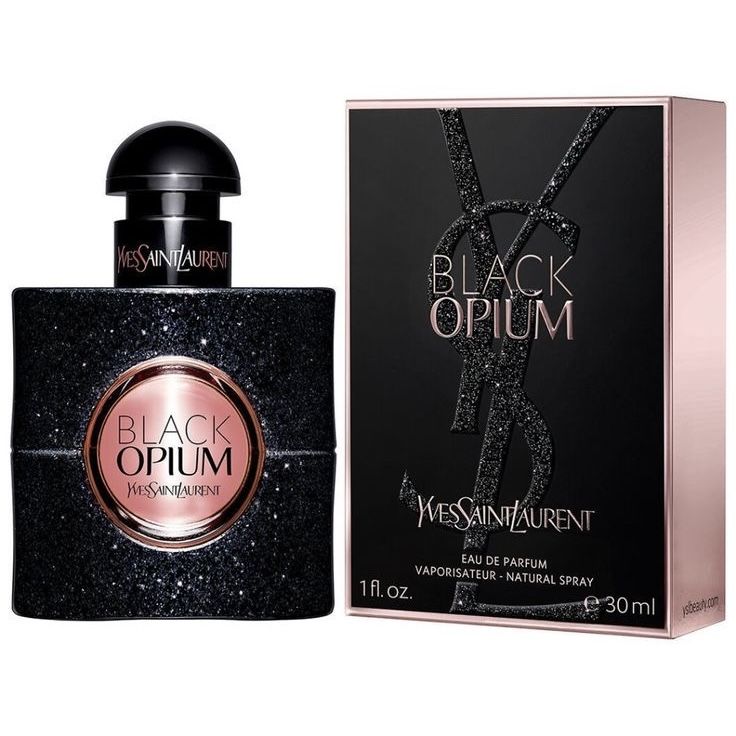 YVESSAINTLAURENT
BLACK
OPIUM
YVESSAINTLAURENT
BLACK
OPIUM
YVESSAINTLAURENT
EAU DE PARFUM
VAPORISATEUR - NATURAL SPRAY
1 fl. oz. ℮ 30 ml
yslbeauty.com